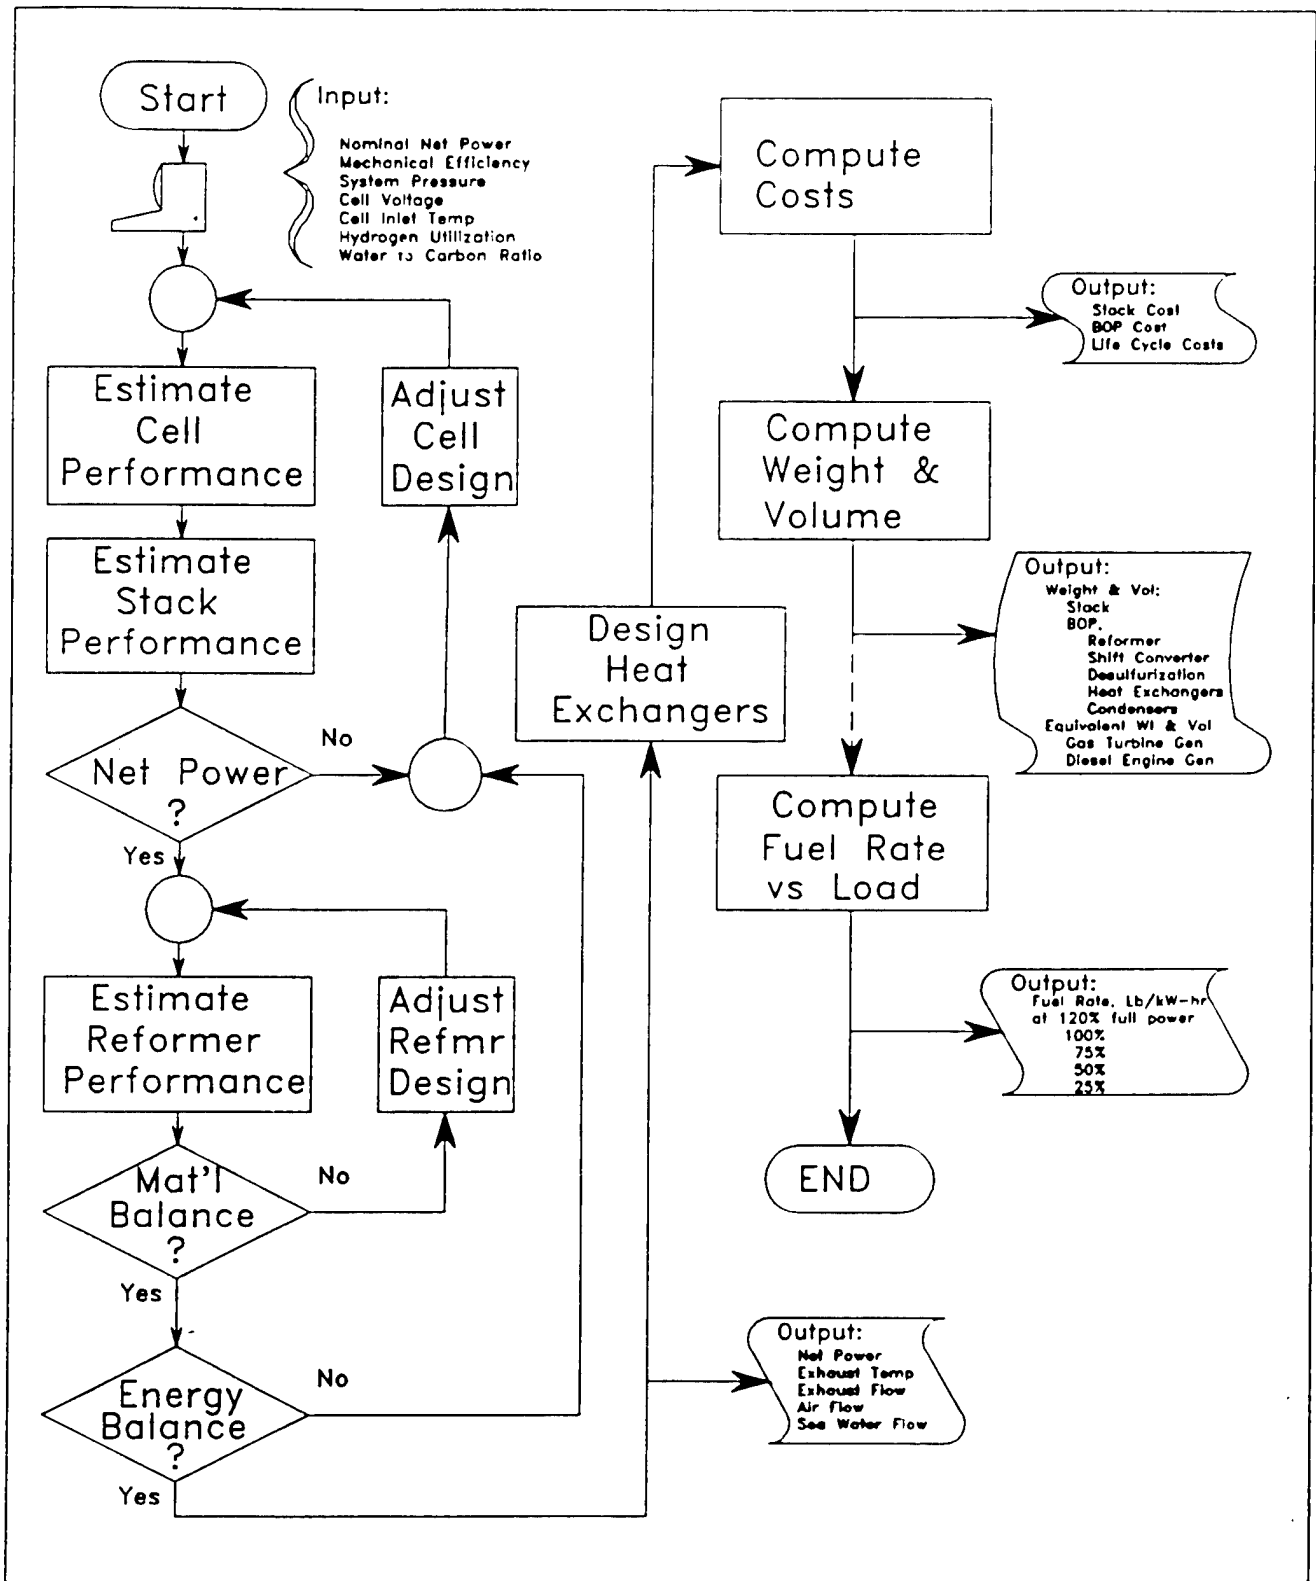 Start
Input:
Nominal Net Power
Mechanical Efficiency
System Pressure
Cell Voltage
Cell Inlet Temp
Hydrogen Utilization
Water to Carbon Ratio
Estimate
Cell
Performance
Adjust
Cell
Design
Estimate
Stack
Performance
Net Power
?
No
Yes
Estimate
Reformer
Performance
Adjust
Refmr
Design
Mat'l
Balance
?
No
Yes
Energy
Balance
?
No
Yes
Design
Heat
Exchangers
Compute
Costs
Output:
Stack Cost
BOP Cost
Life Cycle Costs
Compute
Weight &
Volume
Output:
Weight & Vol:
Stack
BOP.
Reformer
Shift Converter
Desulfurization
Heat Exchangers
Condensers
Equivalent Wt & Vol
Gas Turbine Gen
Diesel Engine Gen
Compute
Fuel Rate
vs Load
Output:
Fuel Rate, Lb/kW-hr
at 120% full power
100%
75%
50%
25%
END
Output:
Net Power
Exhaust Temp
Exhaust Flow
Air Flow
Sea Water Flow